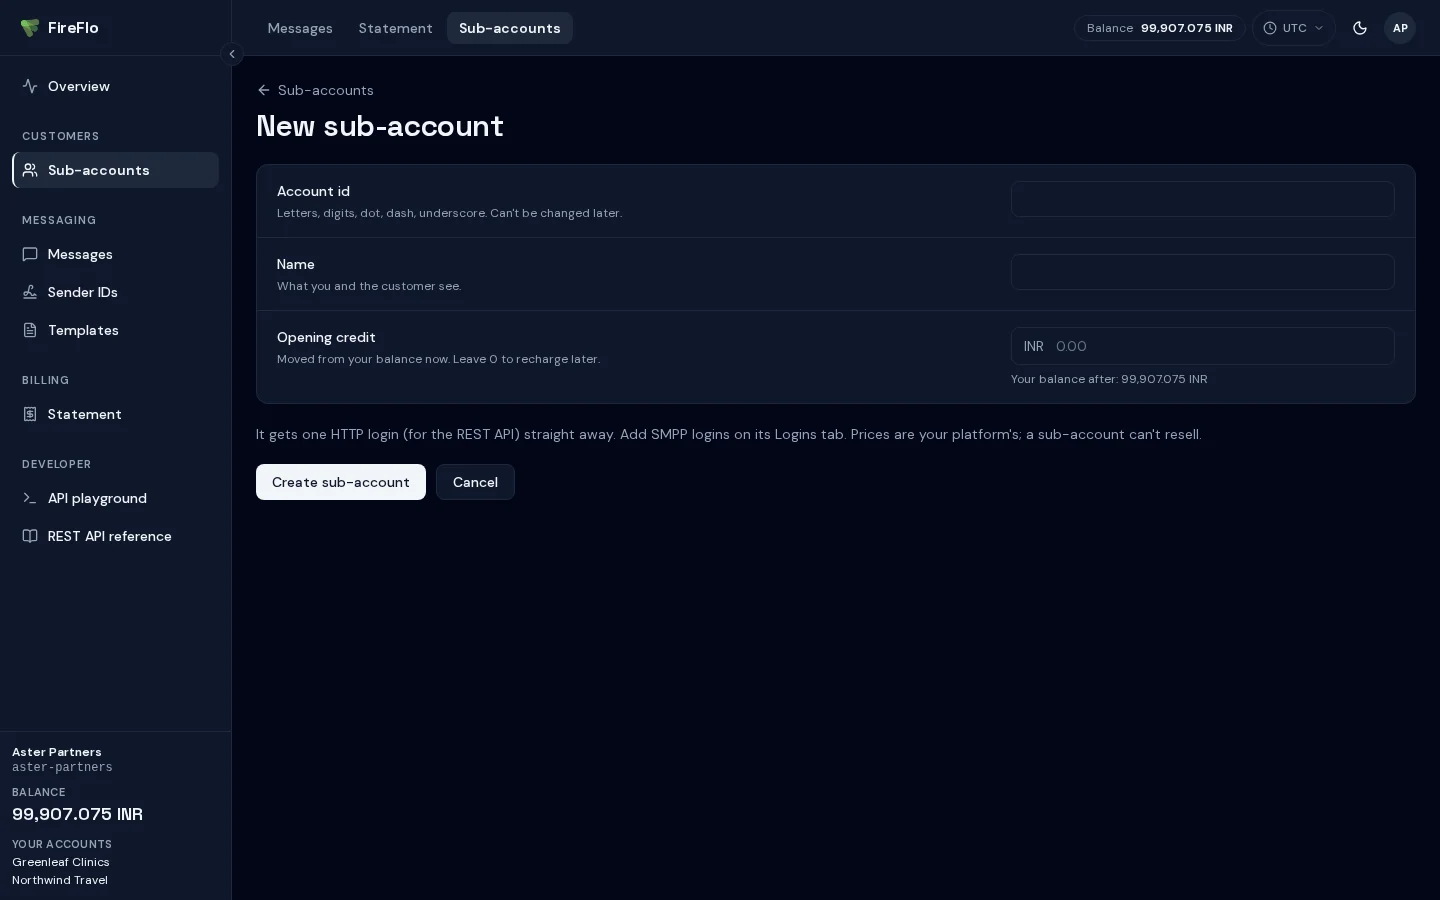 FireFlo
Messages
Statement
Sub-accounts
Balance 99,907.075 INR
UTC
AP
Overview
CUSTOMERS
Sub-accounts
MESSAGING
Messages
Sender IDs
Templates
BILLING
Statement
DEVELOPER
API playground
REST API reference
Aster Partners
aster-partners
BALANCE
99,907.075 INR
YOUR ACCOUNTS
Greenleaf Clinics
Northwind Travel
Sub-accounts
New sub-account
Account id
Letters, digits, dot, dash, underscore. Can't be changed later.
Name
What you and the customer see.
Opening credit
Moved from your balance now. Leave 0 to recharge later.
INR 0.00
Your balance after: 99,907.075 INR
It gets one HTTP login (for the REST API) straight away. Add SMPP logins on its Logins tab. Prices are your platform's; a sub-account can't resell.
Create sub-account
Cancel